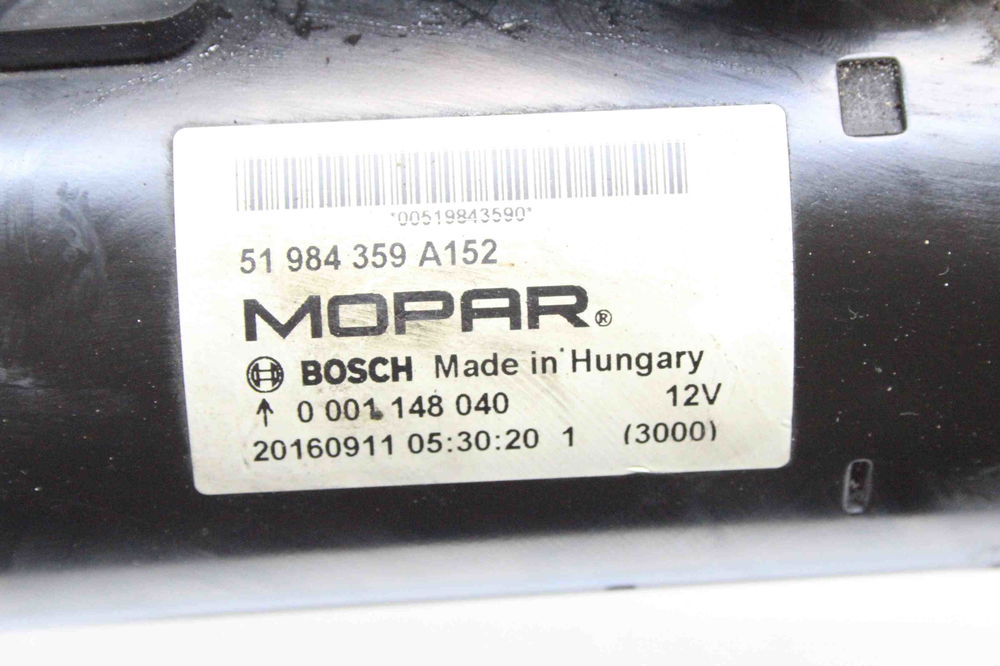 *00519843590*
51 984 359 A152
MOPAR®
BOSCH Made in Hungary
↑ 0 001 148 040 12V
20160911 05:30:20 1 (3000)